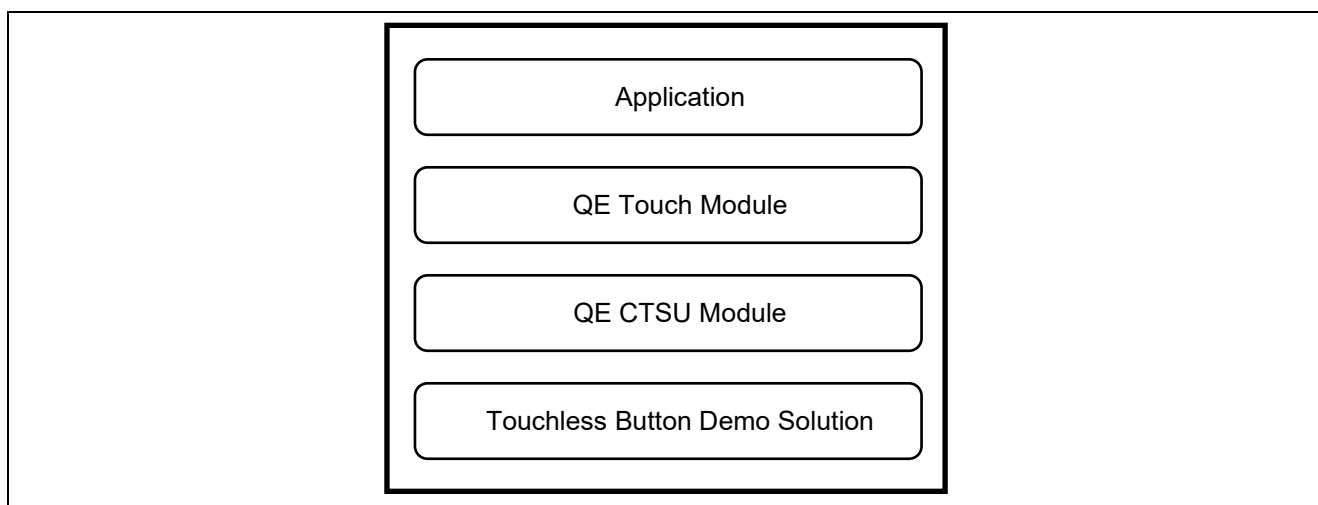 Application
QE Touch Module
QE CTSU Module
Touchless Button Demo Solution